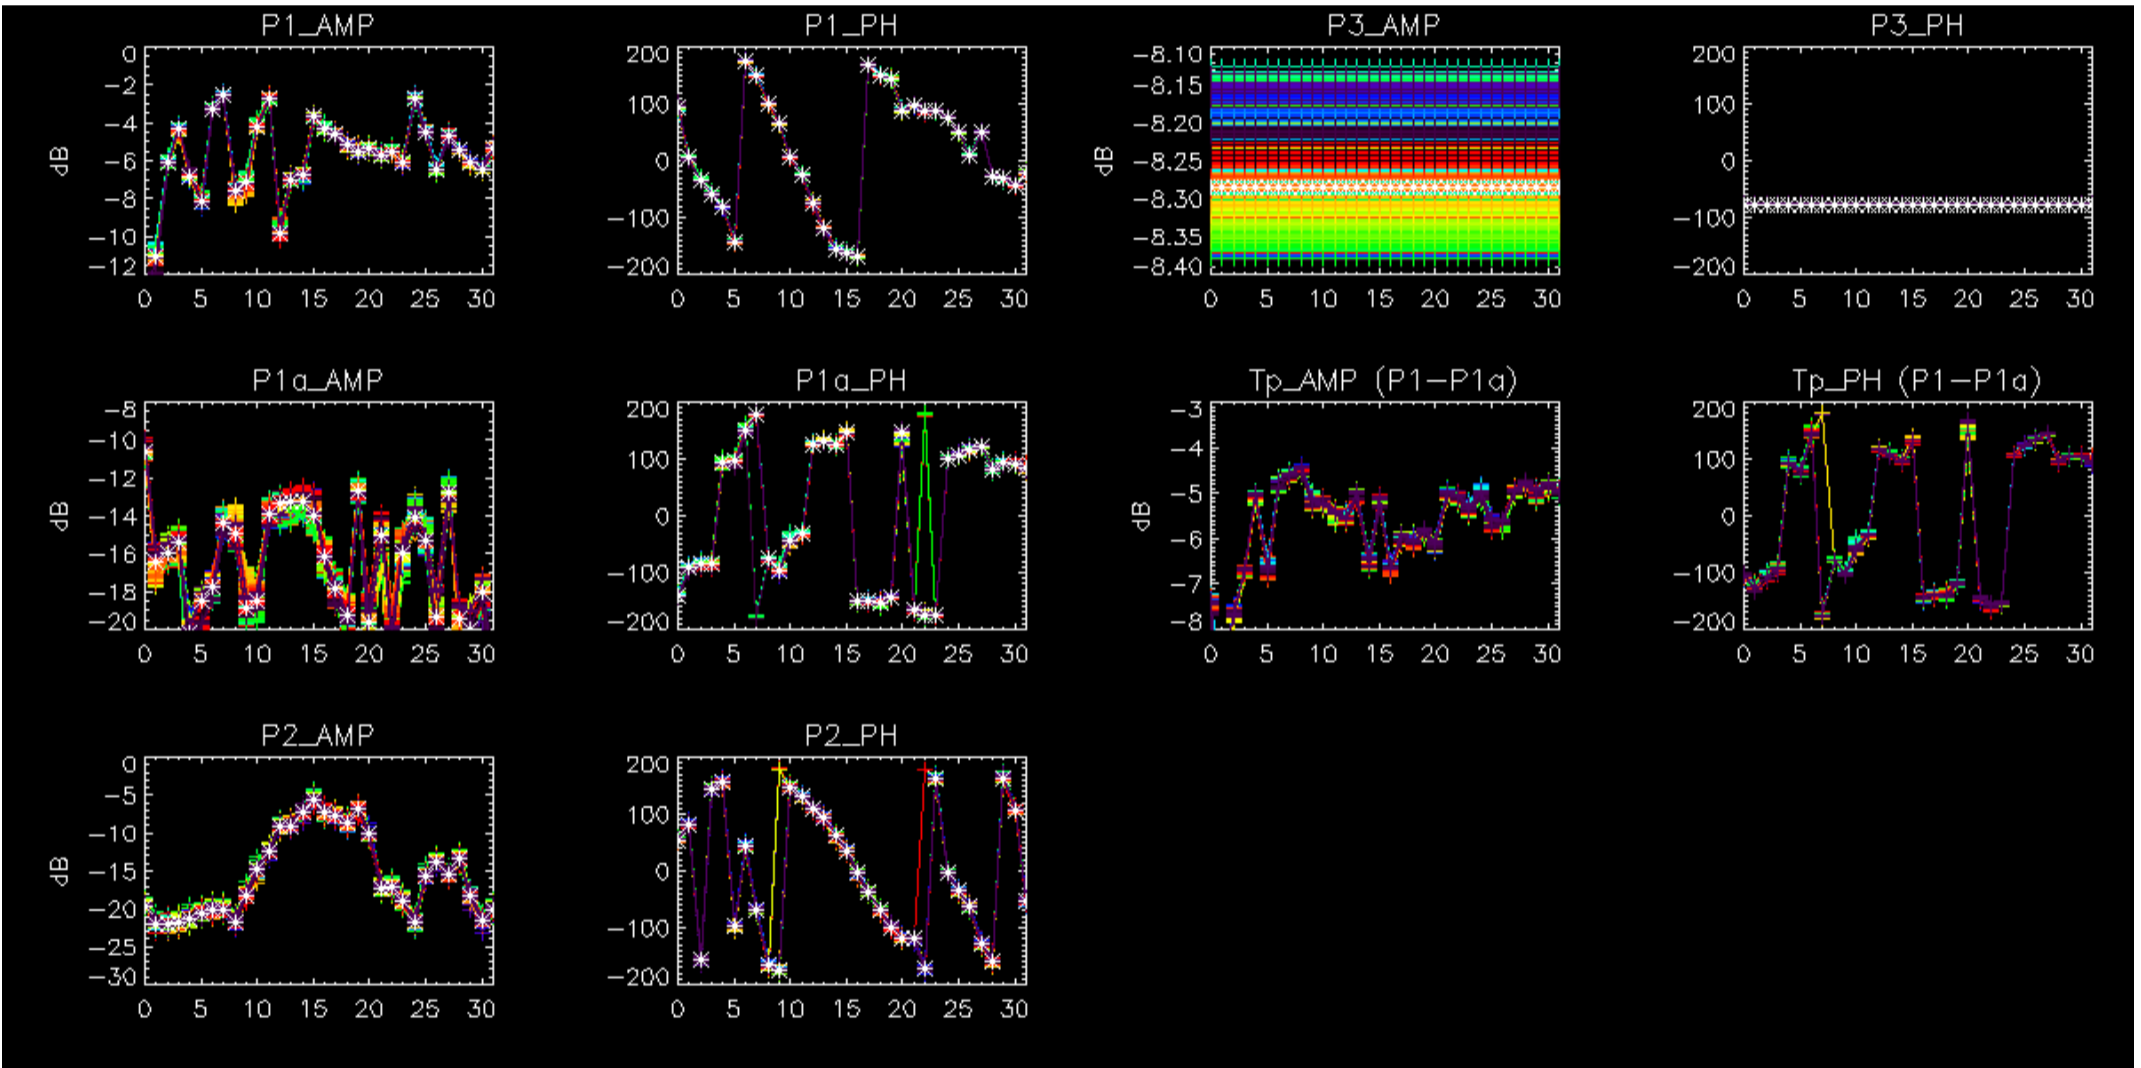 P1_AMP
0
-2
-4
-6
-8
-10
-12
dB
0 5 10 15 20 25 30
P1_PH
200
100
0
-100
-200
0 5 10 15 20 25 30
P3_AMP
-8.10
-8.15
-8.20
-8.25
-8.30
-8.35
-8.40
dB
0 5 10 15 20 25 30
P3_PH
200
100
0
-100
-200
0 5 10 15 20 25 30
P1a_AMP
-8
-10
-12
-14
-16
-18
-20
dB
0 5 10 15 20 25 30
P1a_PH
200
100
0
-100
-200
0 5 10 15 20 25 30
Tp_AMP (P1-P1a)
-3
-4
-5
-6
-7
-8
dB
0 5 10 15 20 25 30
Tp_PH (P1-P1a)
200
100
0
-100
-200
0 5 10 15 20 25 30
P2_AMP
0
-5
-10
-15
-20
-25
-30
dB
0 5 10 15 20 25 30
P2_PH
200
100
0
-100
-200
0 5 10 15 20 25 30